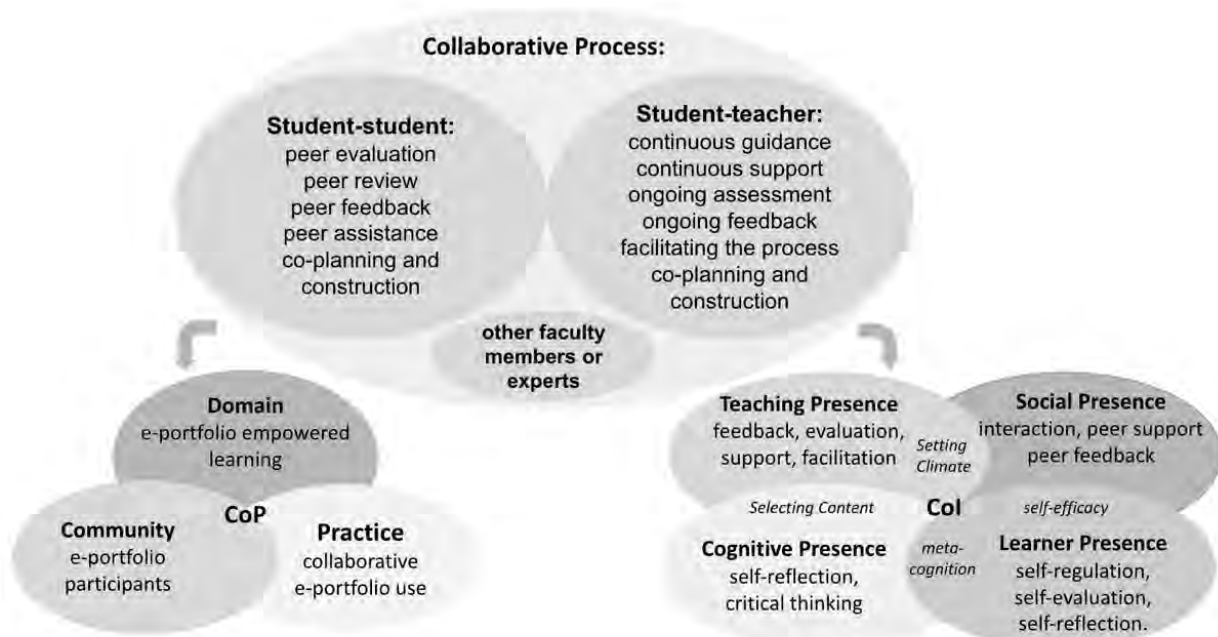 Collaborative Process:
Student-student:
peer evaluation
peer review
peer feedback
peer assistance
co-planning and
construction
Student-teacher:
continuous guidance
continuous support
ongoing assessment
ongoing feedback
facilitating the process
co-planning and
construction
other faculty
members or
experts
Domain
e-portfolio empowered
learning
CoP
Community
e-portfolio
participants
Practice
collaborative
e-portfolio use
Teaching Presence
feedback, evaluation,
support, facilitation
Setting
Climate
Social Presence
interaction, peer support
peer feedback
Selecting Content
CoI
self-efficacy
Cognitive Presence
self-reflection,
critical thinking
meta-
cognition
Learner Presence
self-regulation,
self-evaluation,
self-reflection.